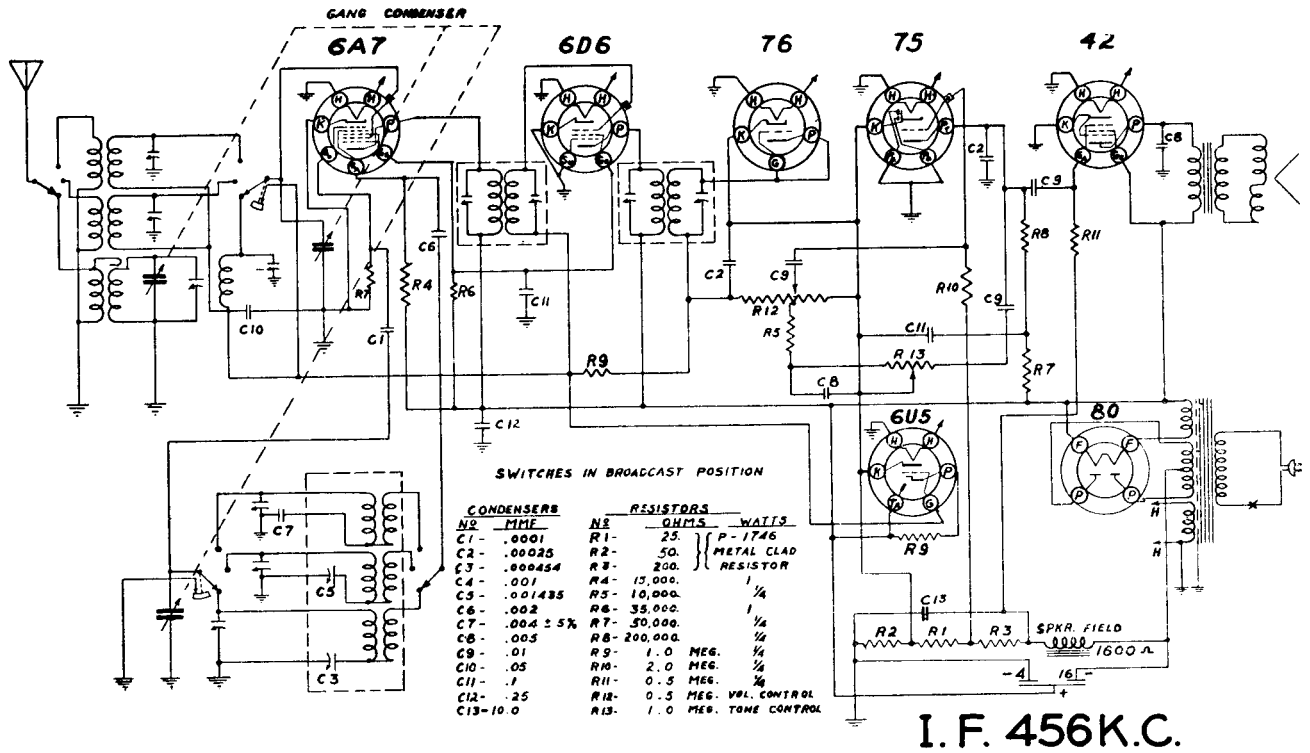 GANG CONDENSER
6A7
6D6
76
75
42
H H K P
H H K P
H H K P G
H H K
H H K P
C2
C8
C9
C6
R8
R11
R7
R4
R6
C11
C2
C9
R10
C9
R12
C10
C1
R5
C11
R9
R13
R7
C8
C12
6U5
80
H H K P TA G
F F P P
H
H
R9
SWITCHES IN BROADCAST POSITION
CONDENSERS RESISTORS
No MMF No OHMS WATTS
C1- .0001 R1- 25. P-1746
C2- .00025 R2- 50. METAL CLAD
C3- .000454 R3- 200. RESISTOR
C4- .001 R4- 15,000. 1
C5- .001435 R5- 10,000. 1/4
C6- .002 R6- 35,000. 1
C7- .004 ± 5% R7- 50,000. 1/4
C8- .005 R8- 200,000. 1/4
C9- .01 R9- 1.0 MEG. 1/4
C10- .05 R10- 2.0 MEG. 1/4
C11- .1 R11- 0.5 MEG. 1/4
C12- .25 R12- 0.5 MEG. VOL. CONTROL
C13-10.0 R13- 1.0 MEG. TONE CONTROL
C7
C5
C3
C13
R2
R1
R3
SPKR. FIELD
1600 Ω
-4
16 -
+
I.F. 456K.C.